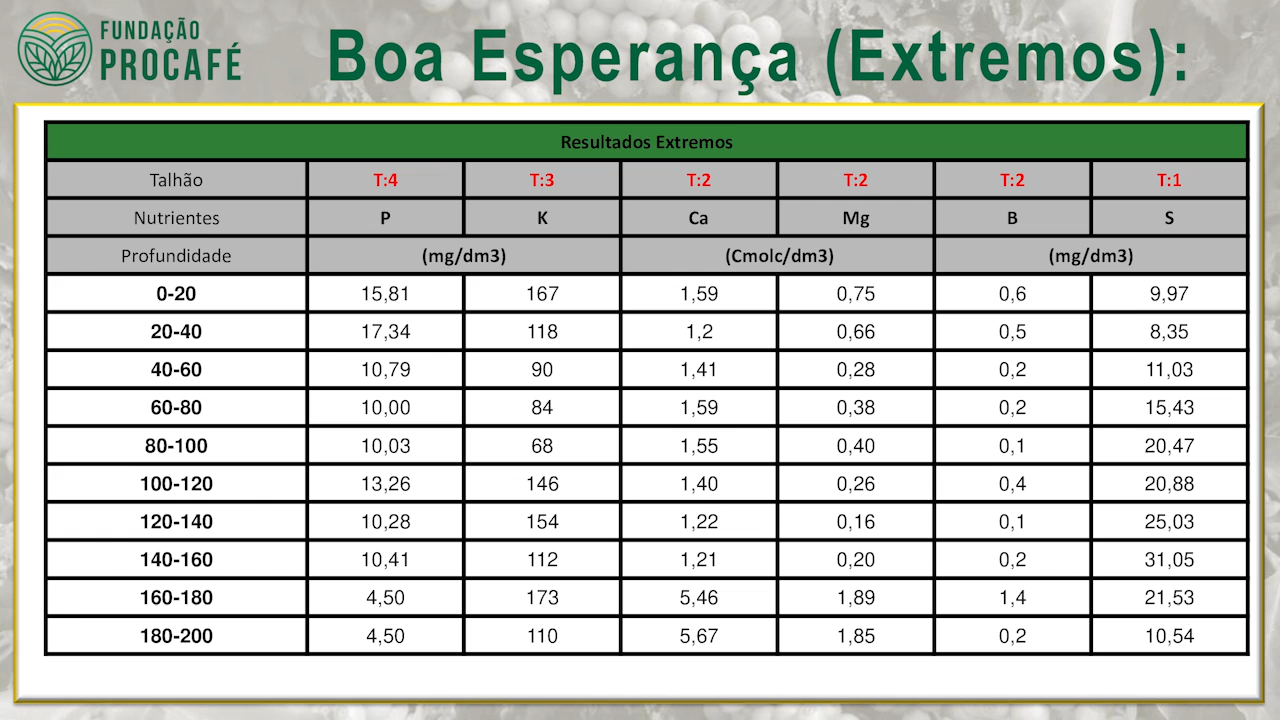 FUNDAÇÃO
PROCAFÉ
Boa Esperança (Extremos):
Resultados Extremos
Talhão T:4 T:3 T:2 T:2 T:2 T:1
Nutrientes P K Ca Mg B S
Profundidade (mg/dm3) (Cmolc/dm3) (mg/dm3)
0-20 15,81 167 1,59 0,75 0,6 9,97
20-40 17,34 118 1,2 0,66 0,5 8,35
40-60 10,79 90 1,41 0,28 0,2 11,03
60-80 10,00 84 1,59 0,38 0,2 15,43
80-100 10,03 68 1,55 0,40 0,1 20,47
100-120 13,26 146 1,40 0,26 0,4 20,88
120-140 10,28 154 1,22 0,16 0,1 25,03
140-160 10,41 112 1,21 0,20 0,2 31,05
160-180 4,50 173 5,46 1,89 1,4 21,53
180-200 4,50 110 5,67 1,85 0,2 10,54